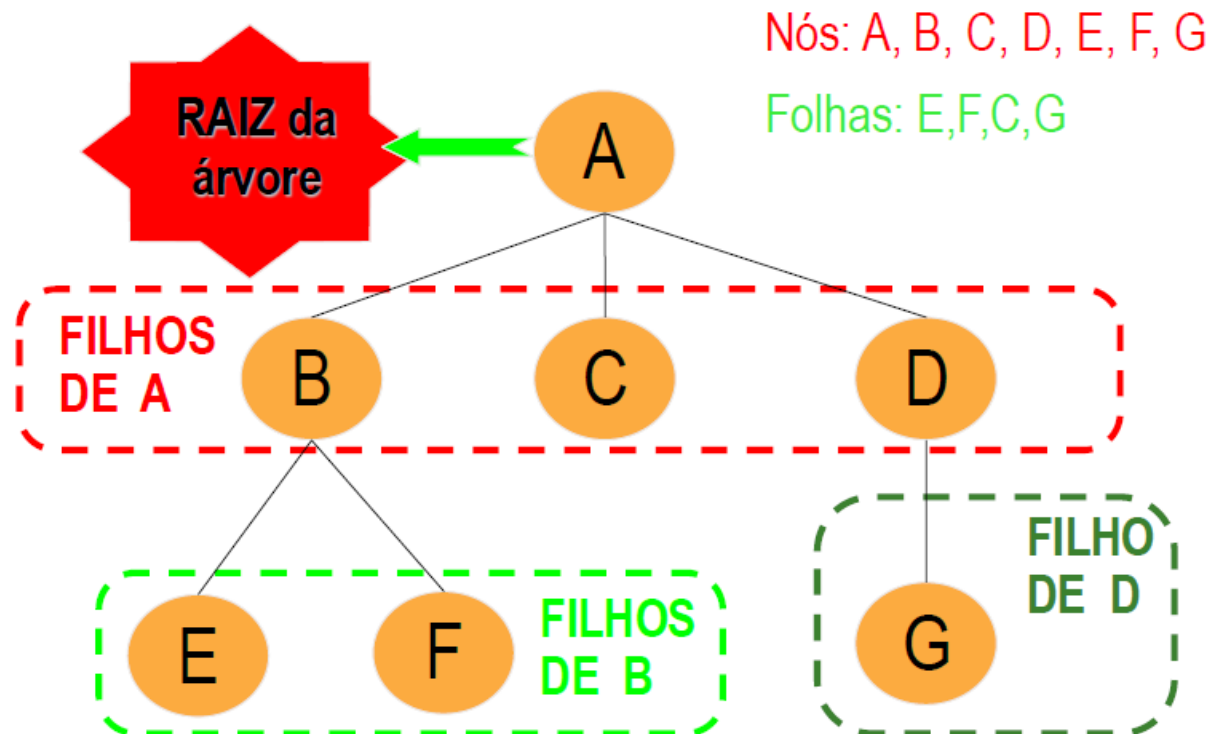 Nós: A, B, C, D, E, F, G
Folhas: E,F,C,G
RAIZ da
árvore
A
FILHOS
DE A
B
C
D
E
F
FILHOS
DE B
G
FILHO
DE D